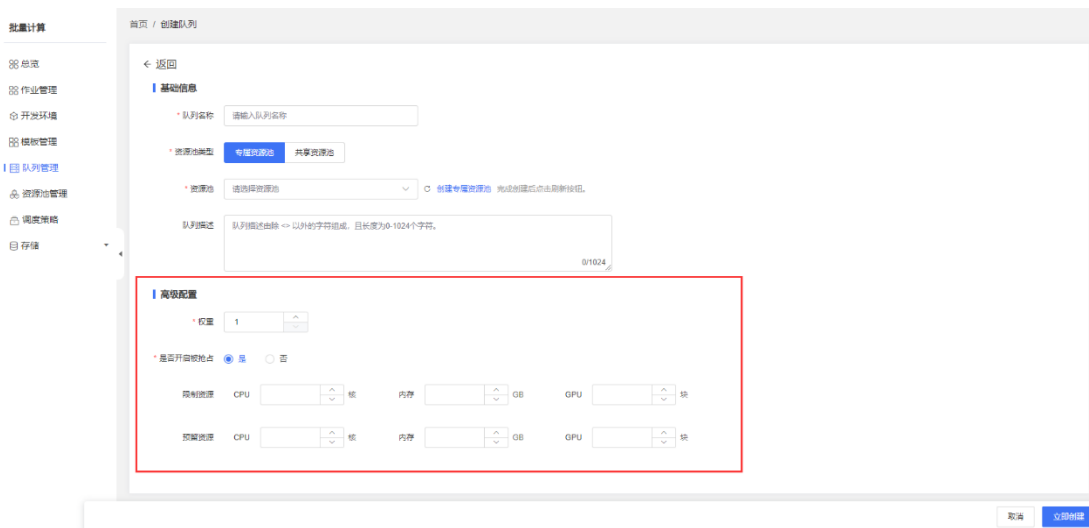 批量计算
首页 / 创建队列
总览
作业管理
开发环境
模板管理
队列管理
资源池管理
调度策略
存储
← 返回
基础信息
* 队列名称 请输入队列名称
* 资源池类型 专属资源池 共享资源池
* 资源池 请选择资源池 创建专属资源池 完成创建后点击刷新按钮。
队列描述 队列描述由除 <> 以外的字符组成，且长度为0-1024个字符。
0/1024
高级配置
* 权重 1
* 是否开启被抢占 是 否
限制资源 CPU 核 内存 GB GPU 块
预留资源 CPU 核 内存 GB GPU 块
取消 立即创建